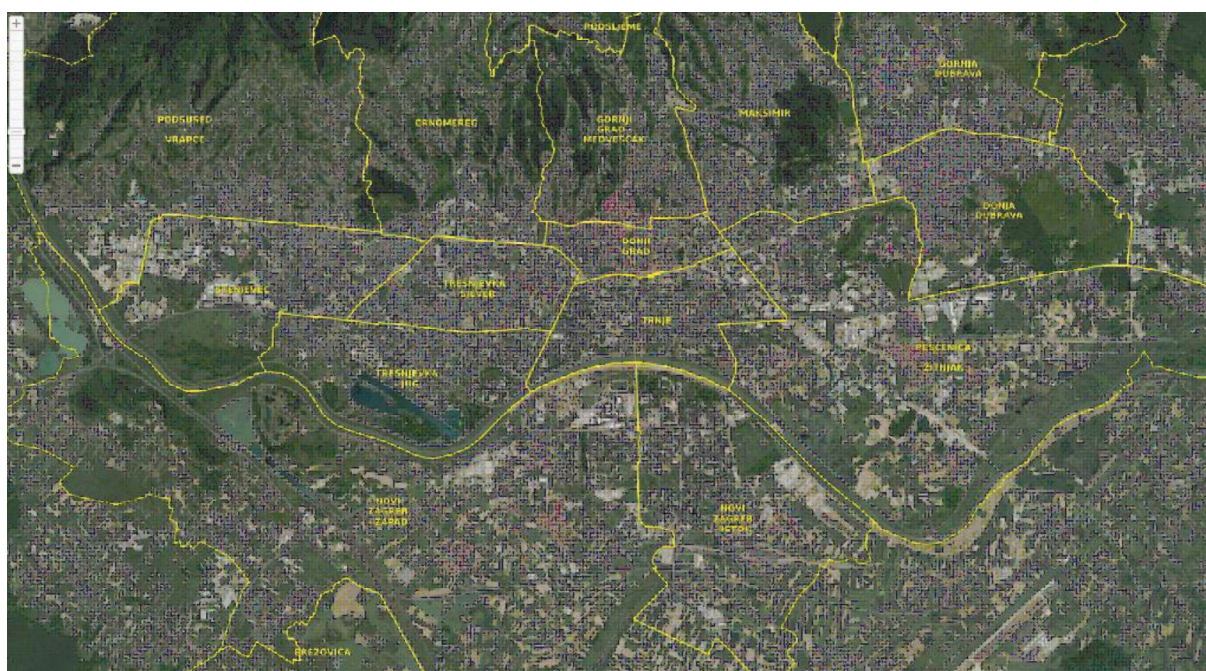 PODSLJEME
GORNJA
DUBRAVA
PODSUSED
VRAPČE
ČRNOMEREC
GORNJI
GRAD -
MEDVEŠČAK
MAKSIMIR
DONJA
DUBRAVA
DONJI
GRAD
STENJEVEC
TREŠNJEVKA
SJEVER
TRNJE
PEŠČENICA
ŽITNJAK
TREŠNJEVKA
JUG
NOVI
ZAGREB
- ZAPAD
NOVI
ZAGREB
- ISTOK
BREZOVICA